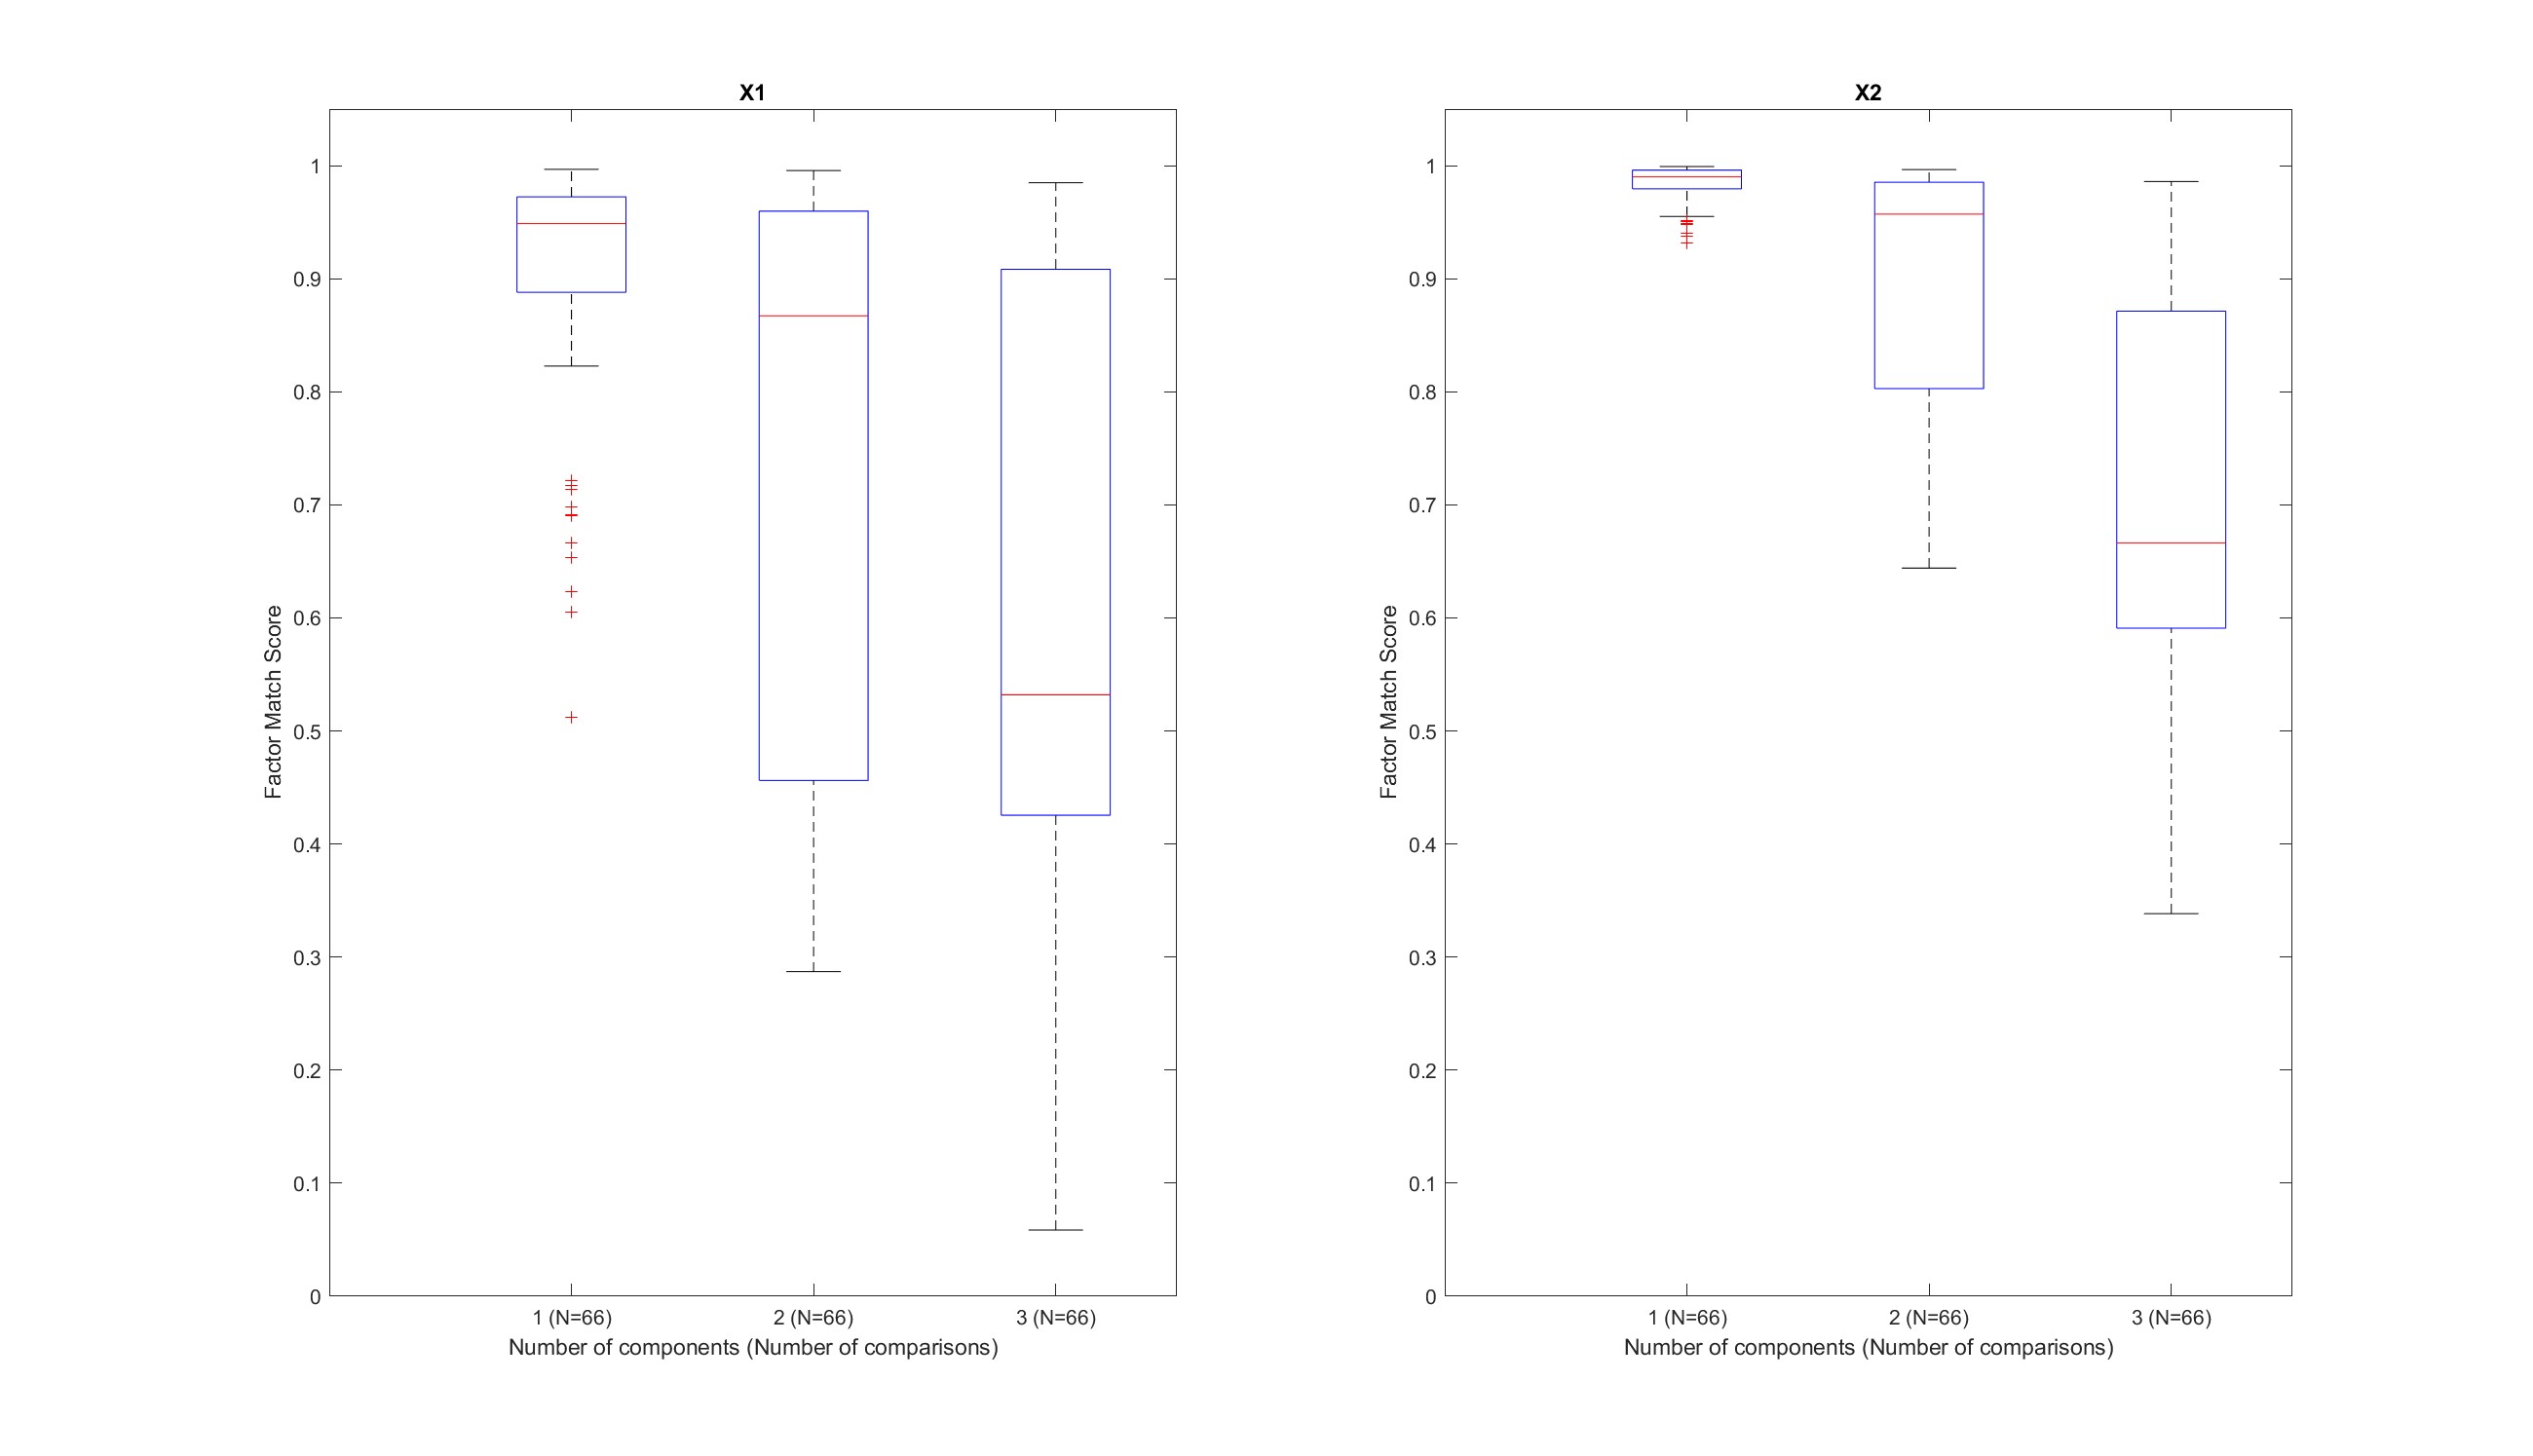 X1
1
0.9
0.8
0.7
0.6
0.5
0.4
0.3
0.2
0.1
0
Factor Match Score
1 (N=66) 2 (N=66) 3 (N=66)
Number of components (Number of comparisons)
X2
1
0.9
0.8
0.7
0.6
0.5
0.4
0.3
0.2
0.1
0
Factor Match Score
1 (N=66) 2 (N=66) 3 (N=66)
Number of components (Number of comparisons)